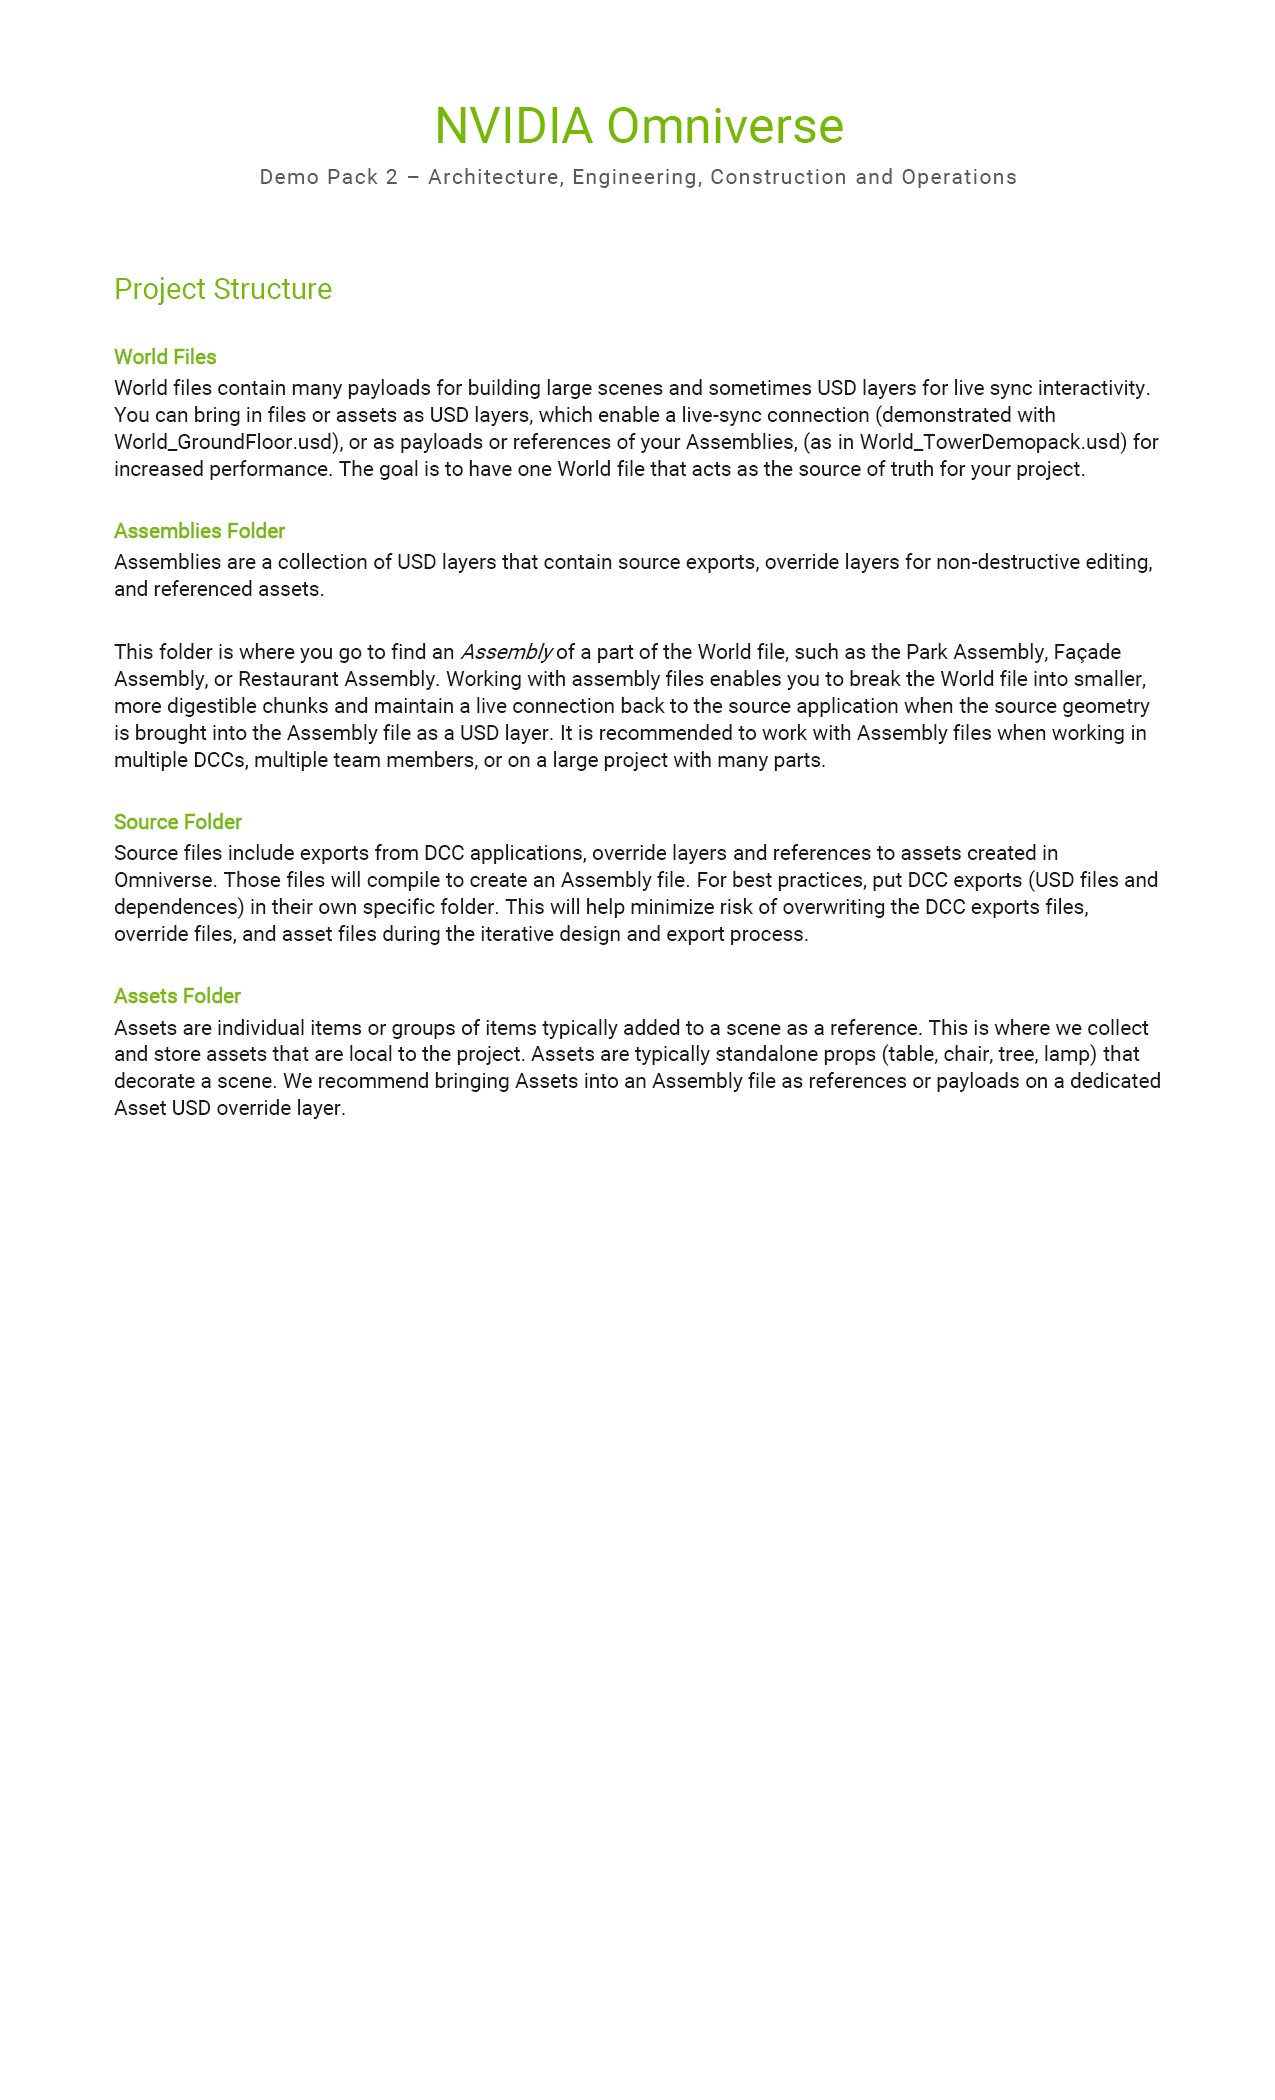 NVIDIA Omniverse
Demo Pack 2 – Architecture, Engineering, Construction and Operations
Project Structure
World Files
World files contain many payloads for building large scenes and sometimes USD layers for live sync interactivity.
You can bring in files or assets as USD layers, which enable a live-sync connection (demonstrated with
World_GroundFloor.usd), or as payloads or references of your Assemblies, (as in World_TowerDemopack.usd) for
increased performance. The goal is to have one World file that acts as the source of truth for your project.
Assemblies Folder
Assemblies are a collection of USD layers that contain source exports, override layers for non-destructive editing,
and referenced assets.
This folder is where you go to find an Assembly of a part of the World file, such as the Park Assembly, Façade
Assembly, or Restaurant Assembly. Working with assembly files enables you to break the World file into smaller,
more digestible chunks and maintain a live connection back to the source application when the source geometry
is brought into the Assembly file as a USD layer. It is recommended to work with Assembly files when working in
multiple DCCs, multiple team members, or on a large project with many parts.
Source Folder
Source files include exports from DCC applications, override layers and references to assets created in
Omniverse. Those files will compile to create an Assembly file. For best practices, put DCC exports (USD files and
dependences) in their own specific folder. This will help minimize risk of overwriting the DCC exports files,
override files, and asset files during the iterative design and export process.
Assets Folder
Assets are individual items or groups of items typically added to a scene as a reference. This is where we collect
and store assets that are local to the project. Assets are typically standalone props (table, chair, tree, lamp) that
decorate a scene. We recommend bringing Assets into an Assembly file as references or payloads on a dedicated
Asset USD override layer.